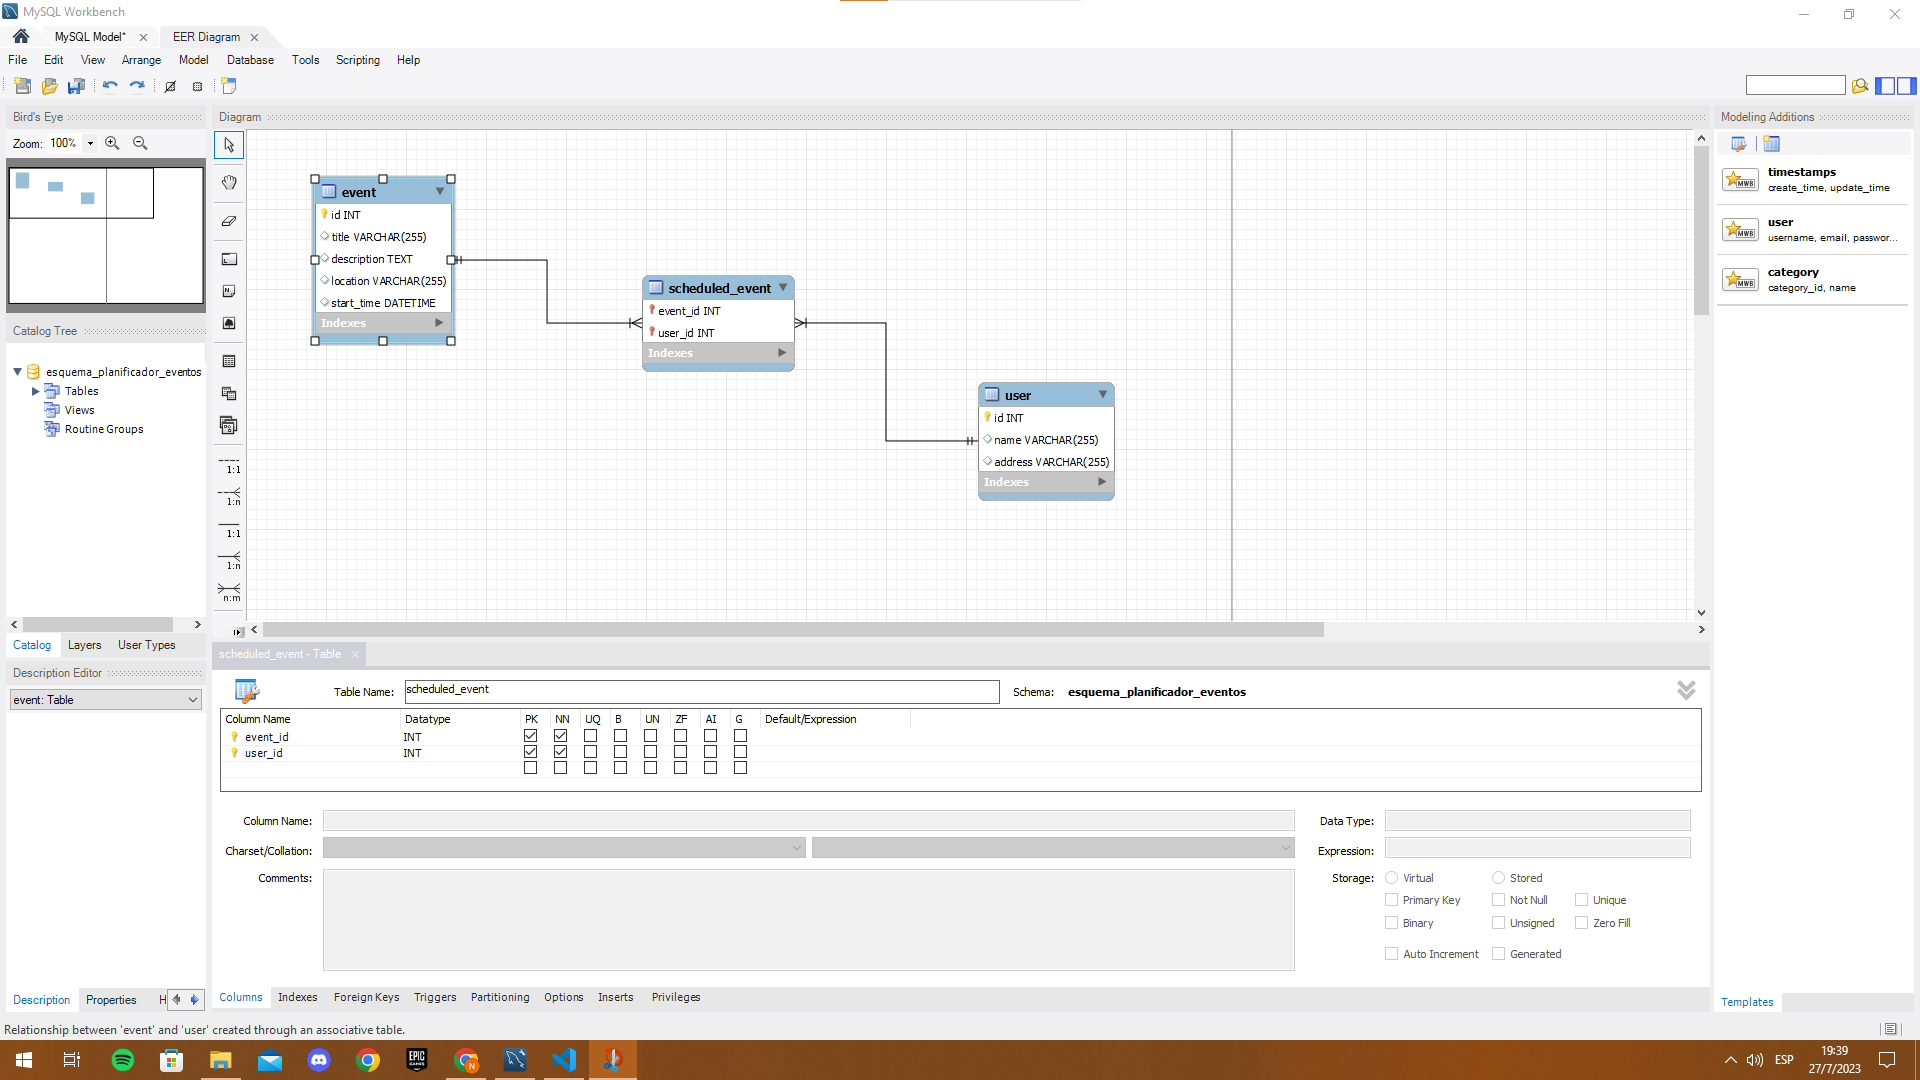 MySQL Workbench
MySQL Model*
EER Diagram
File Edit View Arrange Model Database Tools Scripting Help
Bird's Eye
Zoom: 100%
Catalog Tree
esquema_planificador_eventos
Tables
Views
Routine Groups
Catalog Layers User Types
Description Editor
event: Table
Description Properties H
Diagram
1:1
1:n
1:1
1:n
n:m
event
id INT
title VARCHAR(255)
description TEXT
location VARCHAR(255)
start_time DATETIME
Indexes
scheduled_event
event_id INT
user_id INT
Indexes
user
id INT
name VARCHAR(255)
address VARCHAR(255)
Indexes
Modeling Additions
MWB
timestamps
create_time, update_time
MWB
user
username, email, passwor...
MWB
category
category_id, name
Templates
scheduled_event - Table
Table Name: scheduled_event Schema: esquema_planificador_eventos
Column Name Datatype PK NN UQ B UN ZF AI G Default/Expression
event_id INT
user_id INT
Column Name: Data Type:
Charset/Collation: Expression:
Comments: Storage: Virtual Stored
Primary Key Not Null Unique
Binary Unsigned Zero Fill
Auto Increment Generated
Columns Indexes Foreign Keys Triggers Partitioning Options Inserts Privileges
Relationship between 'event' and 'user' created through an associative table.
EPIC
GAMES
N
ESP
19:39
27/7/2023